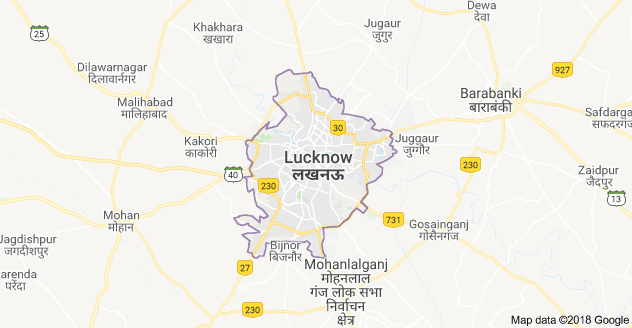 Dewa
देवा
Jugaur
जुगुर
Khakhara
खखारा
25
Dilawarnagar
दिलावार्नगर
927
Barabanki
बाराबंकी
Malihabad
मालिहाबाद
Safdarga
सफदरगंज
30
Juggaur
जुग्गौर
Kakori
काकोरी
Lucknow
लखनऊ
230
Zaidpur
जैदपुर
40
230
13
Mohan
मोहान
731
Gosainganj
गोसैनगंज
Jagdishpur
जगदीशपुर
Bijnor
बिजनौर
27
Mohanlalganj
मोहनलाल
गंज लोक सभा
निर्वाचन
क्षेत्र
arenda
परेंदा
230
Map data ©2018 Google